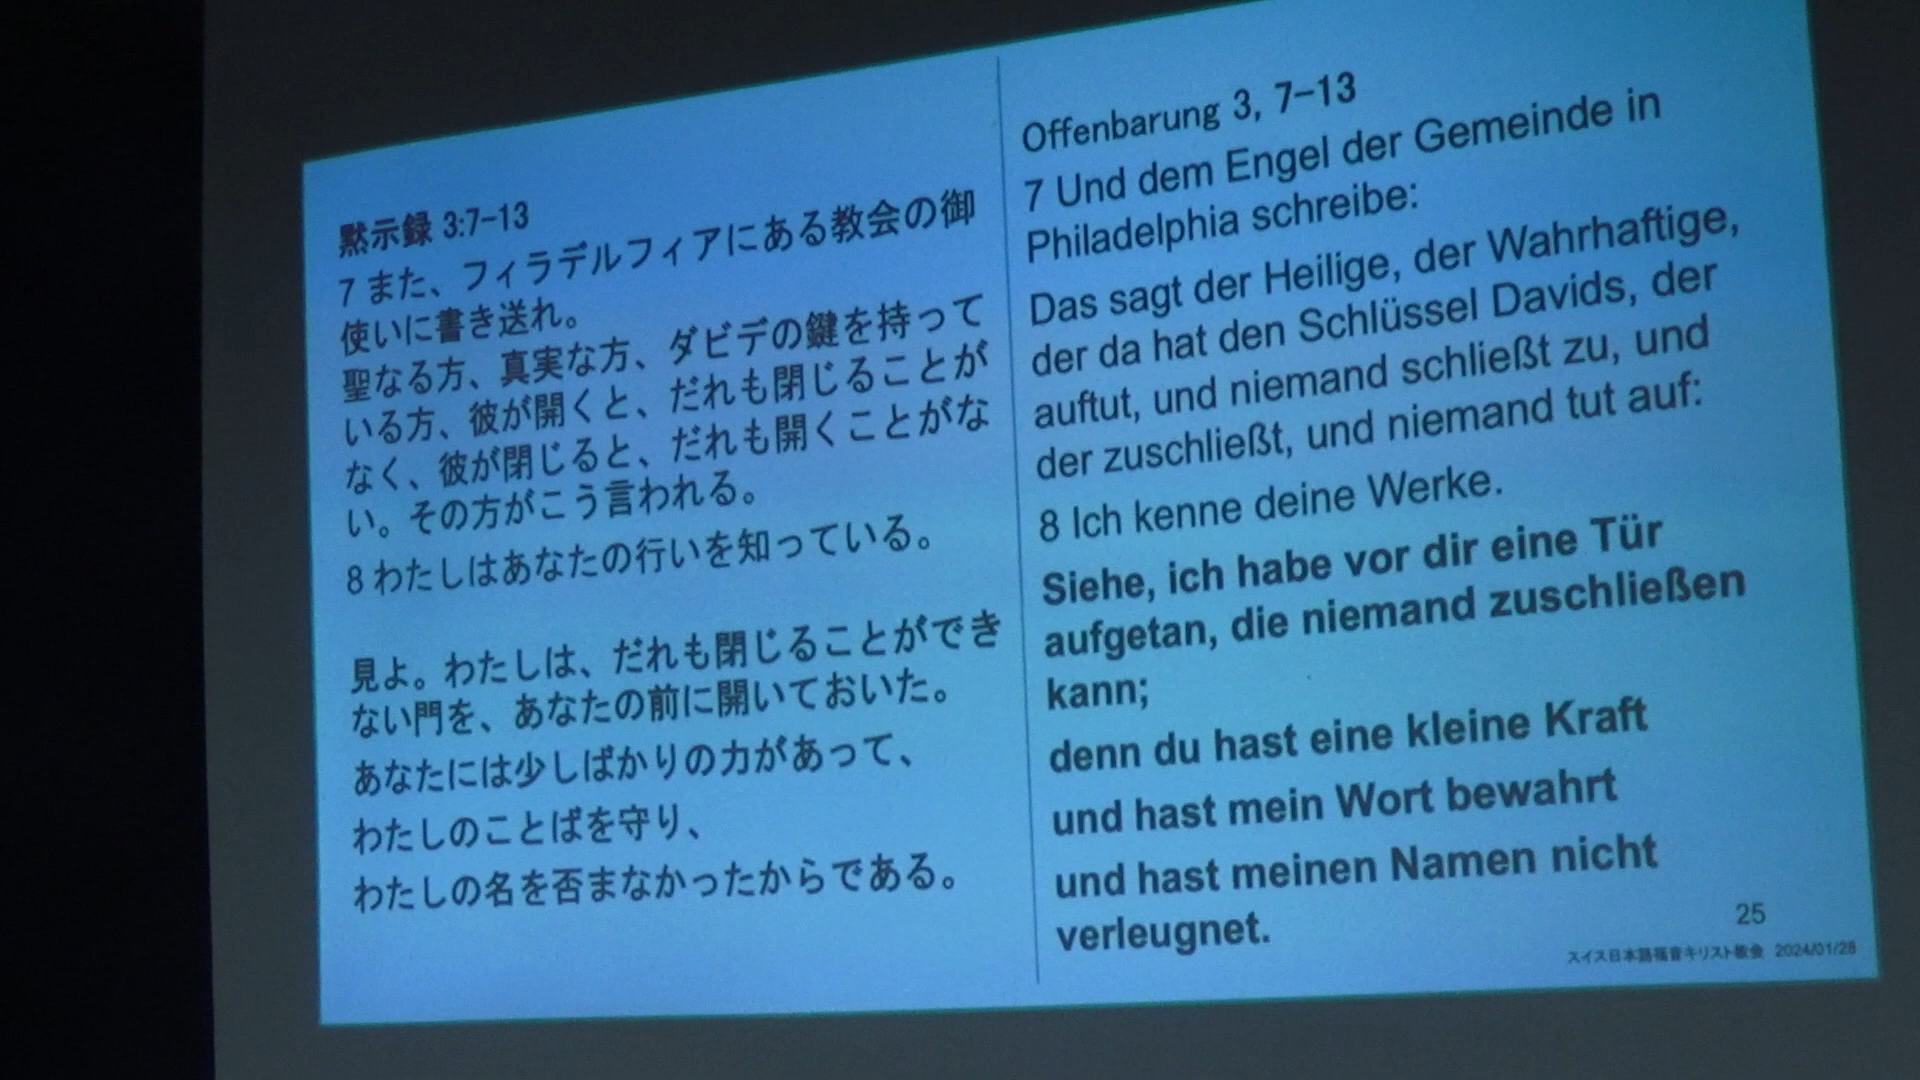 黙示録 3:7-13
7 また、フィラデルフィアにある教会の御
使いに書き送れ。
聖なる方、真実な方、ダビデの鍵を持って
いる方、彼が開くと、だれも閉じることが
なく、彼が閉じると、だれも開くことがな
い。その方がこう言われる。
8 わたしはあなたの行いを知っている。
見よ。わたしは、だれも閉じることができ
ない門を、あなたの前に開いておいた。
あなたには少しばかりの力があって、
わたしのことばを守り、
わたしの名を否まなかったからである。
Offenbarung 3, 7-13
7 Und dem Engel der Gemeinde in
Philadelphia schreibe:
Das sagt der Heilige, der Wahrhaftige,
der da hat den Schlüssel Davids, der
auftut, und niemand schließt zu, und
der zuschließt, und niemand tut auf:
8 Ich kenne deine Werke.
Siehe, ich habe vor dir eine Tür
aufgetan, die niemand zuschließen
kann;
denn du hast eine kleine Kraft
und hast mein Wort bewahrt
und hast meinen Namen nicht
verleugnet.
25
スイス日本語福音キリスト教会 2024/01/28